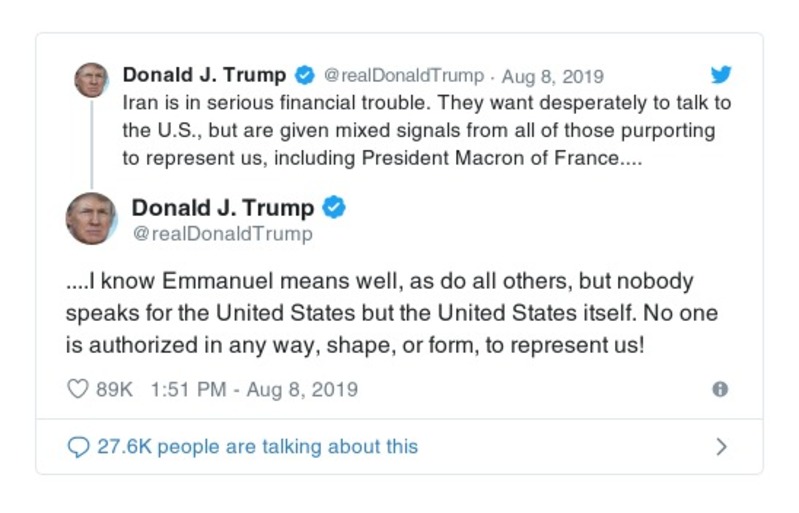 Donald J. Trump @realDonaldTrump · Aug 8, 2019
Iran is in serious financial trouble. They want desperately to talk to
the U.S., but are given mixed signals from all of those purporting
to represent us, including President Macron of France....
Donald J. Trump
@realDonaldTrump
....I know Emmanuel means well, as do all others, but nobody
speaks for the United States but the United States itself. No one
is authorized in any way, shape, or form, to represent us!
89K 1:51 PM - Aug 8, 2019
27.6K people are talking about this